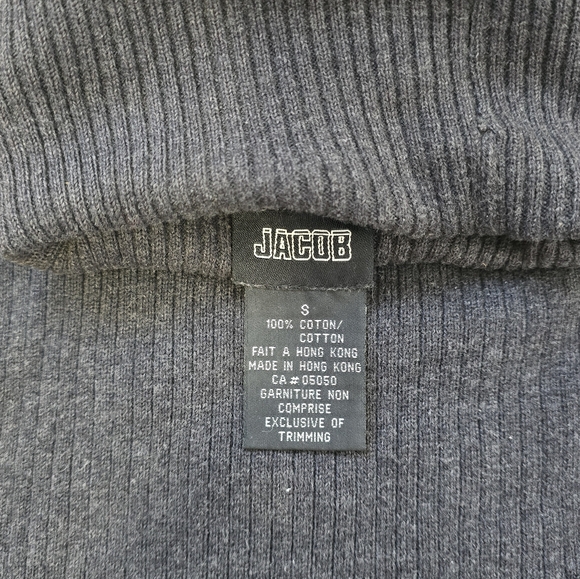 JACOB
S
100% COTON/
COTTON
FAIT A HONG KONG
MADE IN HONG KONG
CA # 05050
GARNITURE NON
COMPRISE
EXCLUSIVE OF
TRIMMING